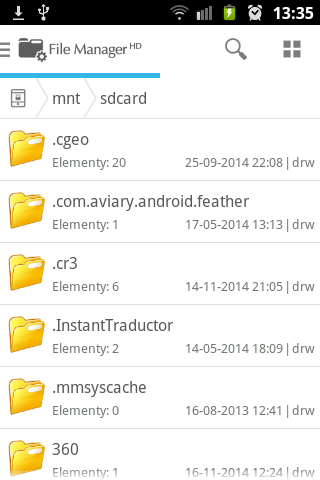 13:35
File Manager HD
mnt sdcard
.cgeo
Elementy: 20 25-09-2014 22:08|drw
.com.aviary.android.feather
Elementy: 1 17-05-2014 13:13|drw
.cr3
Elementy: 6 14-11-2014 21:05|drw
.InstantTraductor
Elementy: 2 14-05-2014 18:09|drw
.mmsyscache
Elementy: 0 16-08-2013 12:41|drw
360
Elementy: 1 16-11-2014 12:24|drw